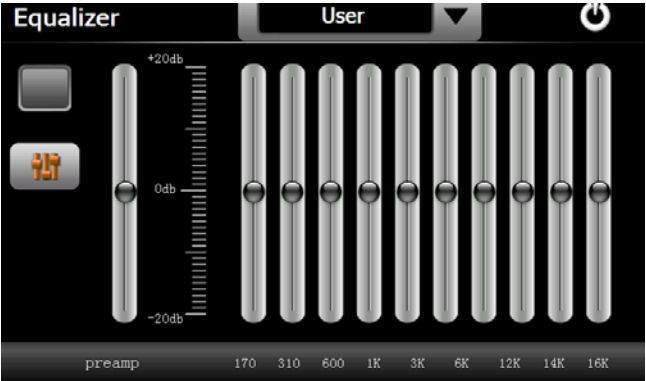 Equalizer User
+20db
0db
-20db
preamp 170 310 600 1K 3K 6K 12K 14K 16K